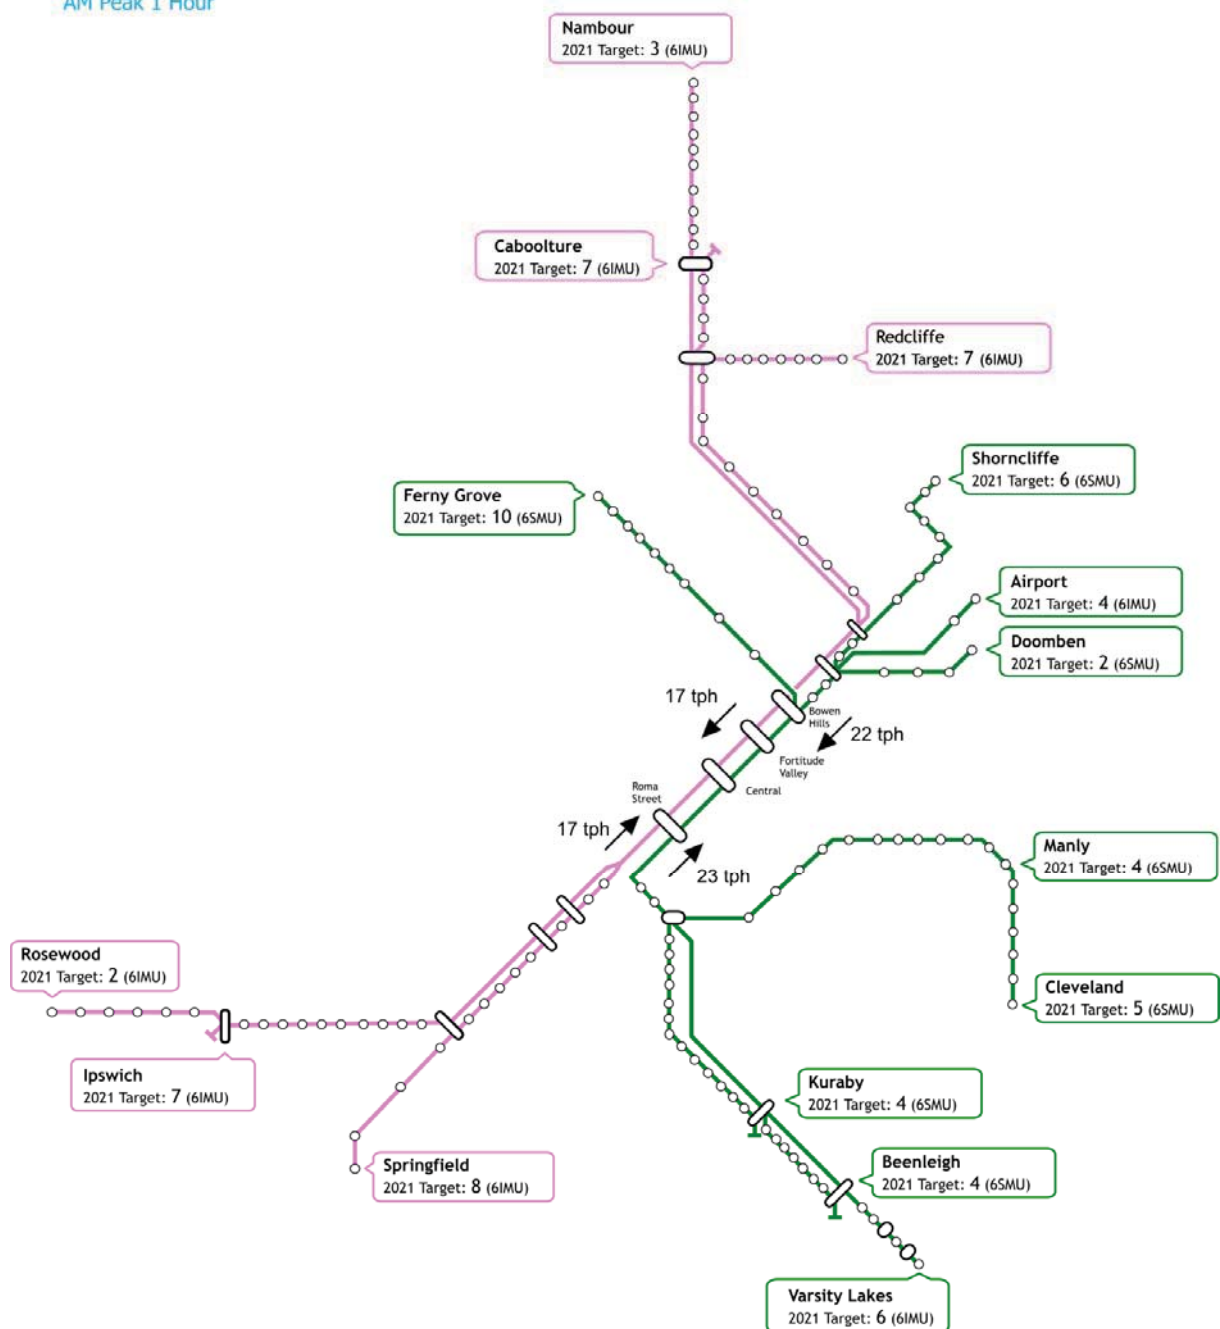 AM Peak 1 Hour
Nambour
2021 Target: 3 (6IMU)
Caboolture
2021 Target: 7 (6IMU)
Redcliffe
2021 Target: 7 (6IMU)
Shorncliffe
2021 Target: 6 (6SMU)
Ferny Grove
2021 Target: 10 (6SMU)
Airport
2021 Target: 4 (6IMU)
Doomben
2021 Target: 2 (6SMU)
17 tph
Bowen
Hills
22 tph
Fortitude
Valley
Central
Roma
Street
17 tph
23 tph
Manly
2021 Target: 4 (6SMU)
Rosewood
2021 Target: 2 (6IMU)
Cleveland
2021 Target: 5 (6SMU)
Ipswich
2021 Target: 7 (6IMU)
Kuraby
2021 Target: 4 (6SMU)
Springfield
2021 Target: 8 (6IMU)
Beenleigh
2021 Target: 4 (6SMU)
Varsity Lakes
2021 Target: 6 (6IMU)